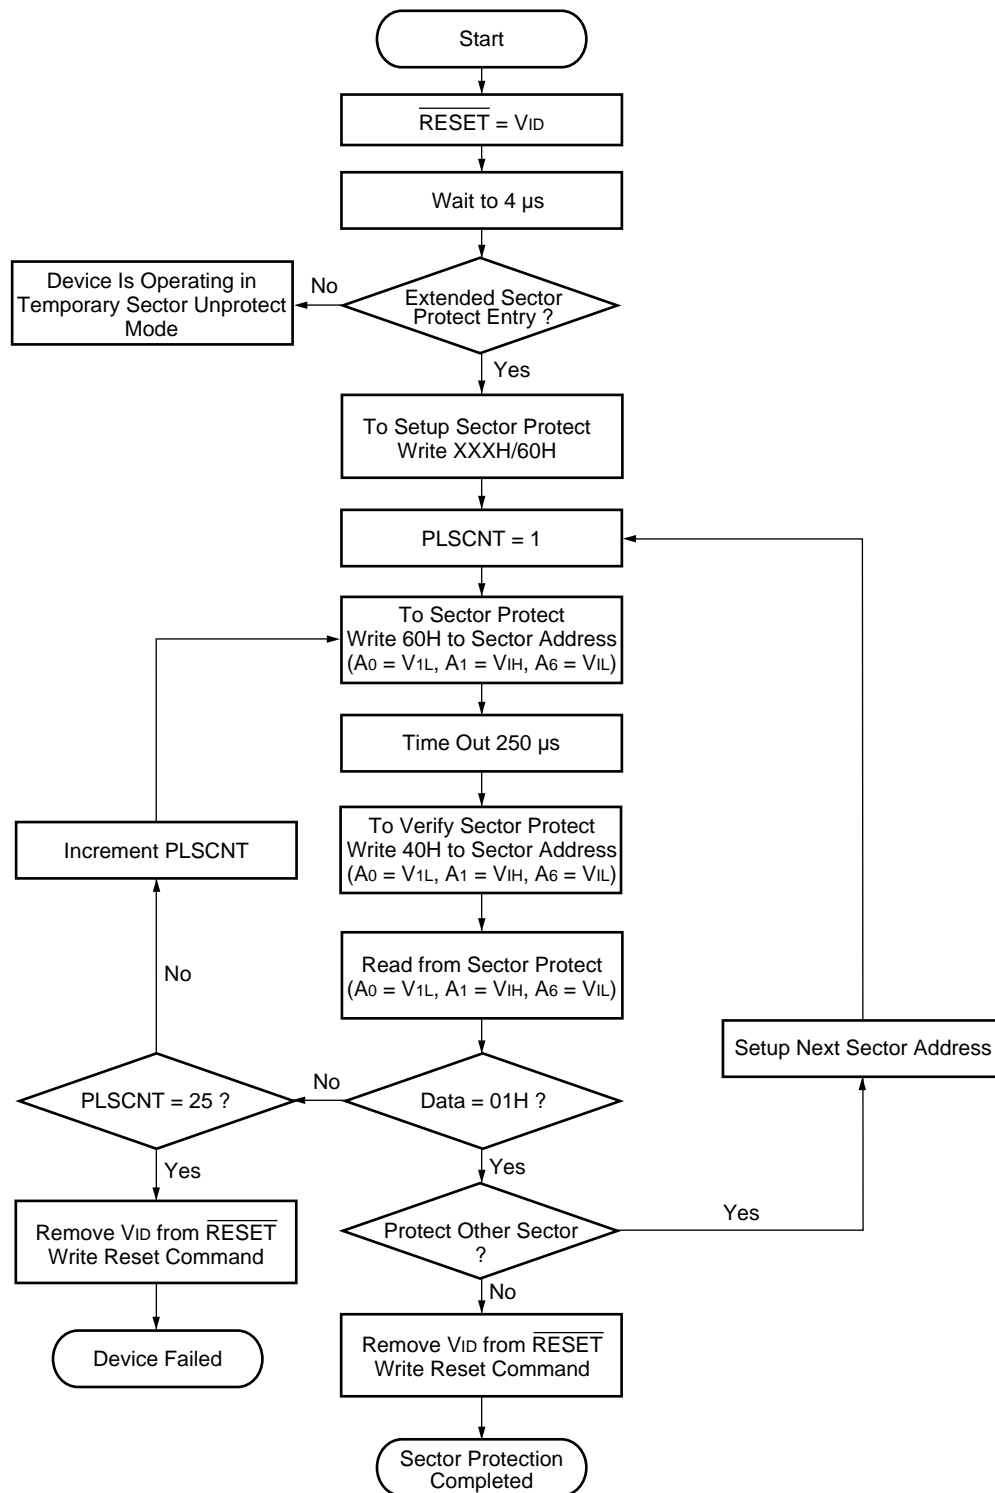 Start
RESET = VID
Wait to 4 µs
Device Is Operating in
Temporary Sector Unprotect
Mode
No
Extended Sector
Protect Entry ?
Yes
To Setup Sector Protect
Write XXXH/60H
PLSCNT = 1
To Sector Protect
Write 60H to Sector Address
(A0 = V1L, A1 = VIH, A6 = VIL)
Time Out 250 µs
Increment PLSCNT
To Verify Sector Protect
Write 40H to Sector Address
(A0 = V1L, A1 = VIH, A6 = VIL)
No
Read from Sector Protect
(A0 = V1L, A1 = VIH, A6 = VIL)
Setup Next Sector Address
PLSCNT = 25 ?
No
Data = 01H ?
Yes
Yes
Remove VID from RESET
Write Reset Command
Protect Other Sector
?
Yes
No
Device Failed
Remove VID from RESET
Write Reset Command
Sector Protection
Completed